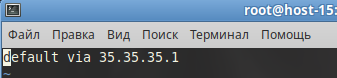 root@host-15:
Файл Правка Вид Поиск Терминал Помощь
default via 35.35.35.1
~